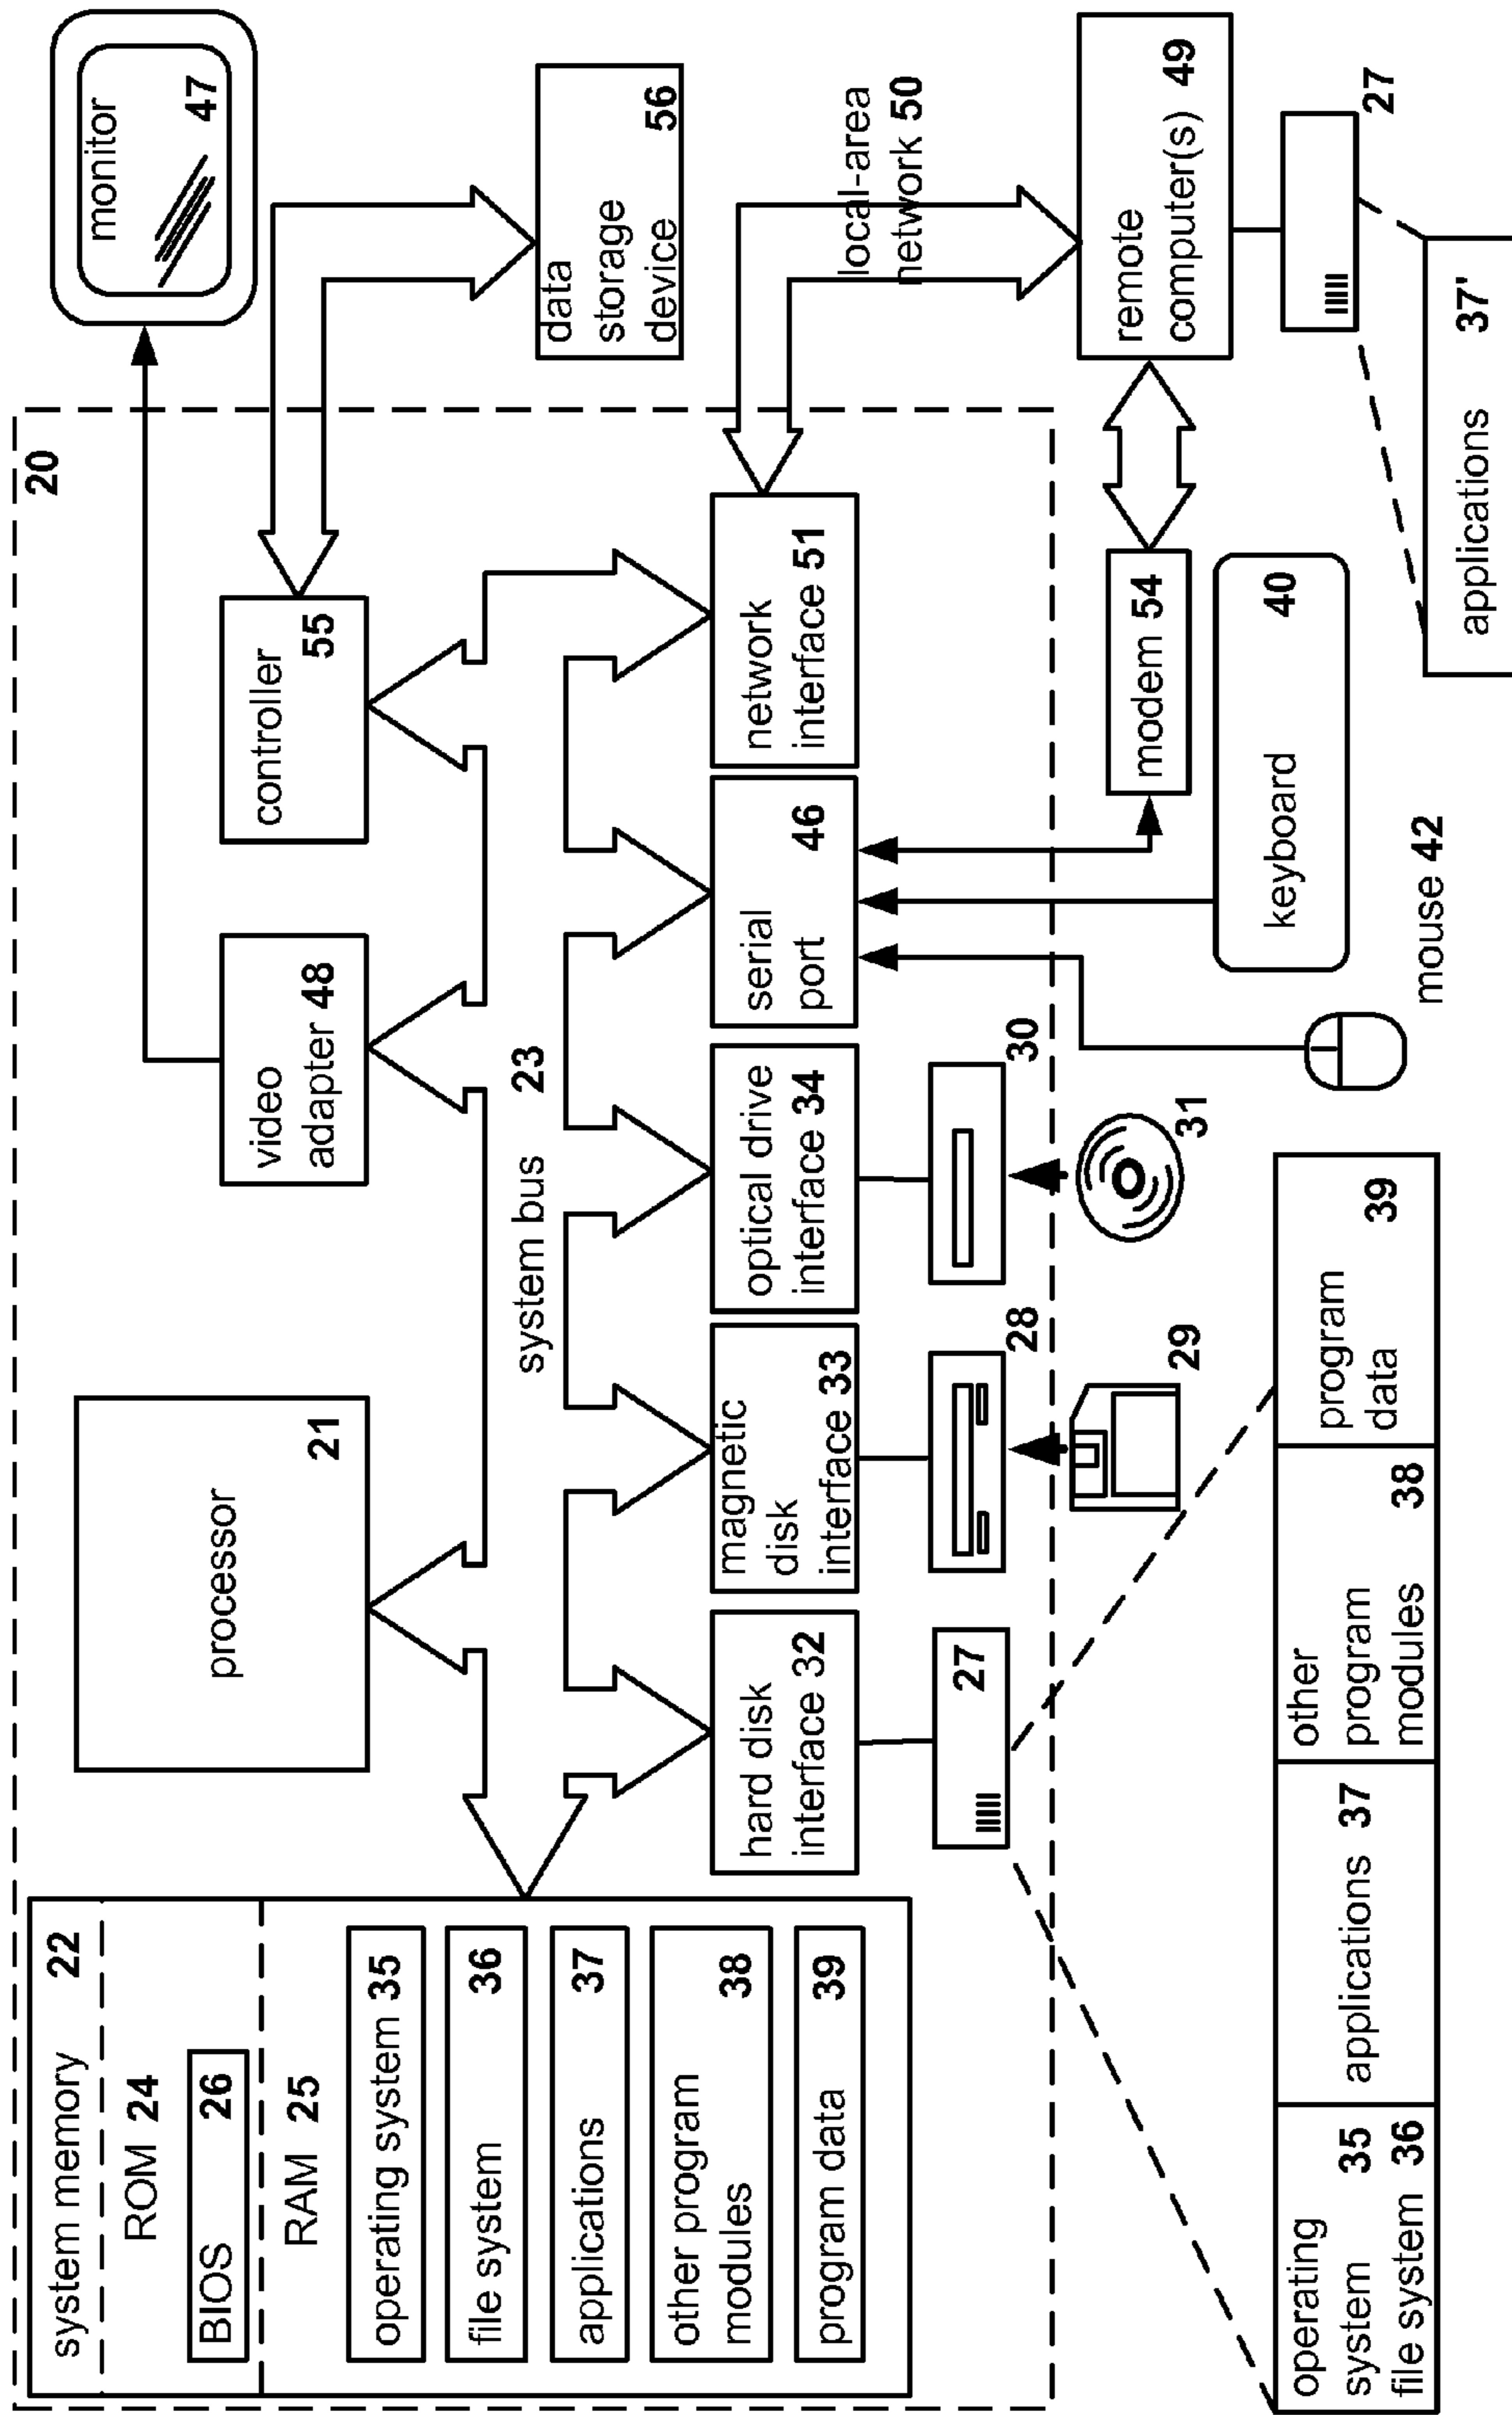 20
system memory 22
ROM 24
BIOS 26
RAM 25
operating system 35
file system 36
applications 37
other program
modules 38
program data 39
processor
21
video
adapter 48
controller
55
monitor
47
system bus 23
data
storage
device 56
hard disk
interface 32
magnetic
disk
interface 33
optical drive
interface 34
serial
port 46
network
interface 51
local-area
network 50
27
28
30
29
31
modem 54
remote
computer(s) 49
keyboard 40
mouse 42
27
applications 37'
operating
system 35
file system 36
applications 37
other
program
modules 38
program
data 39